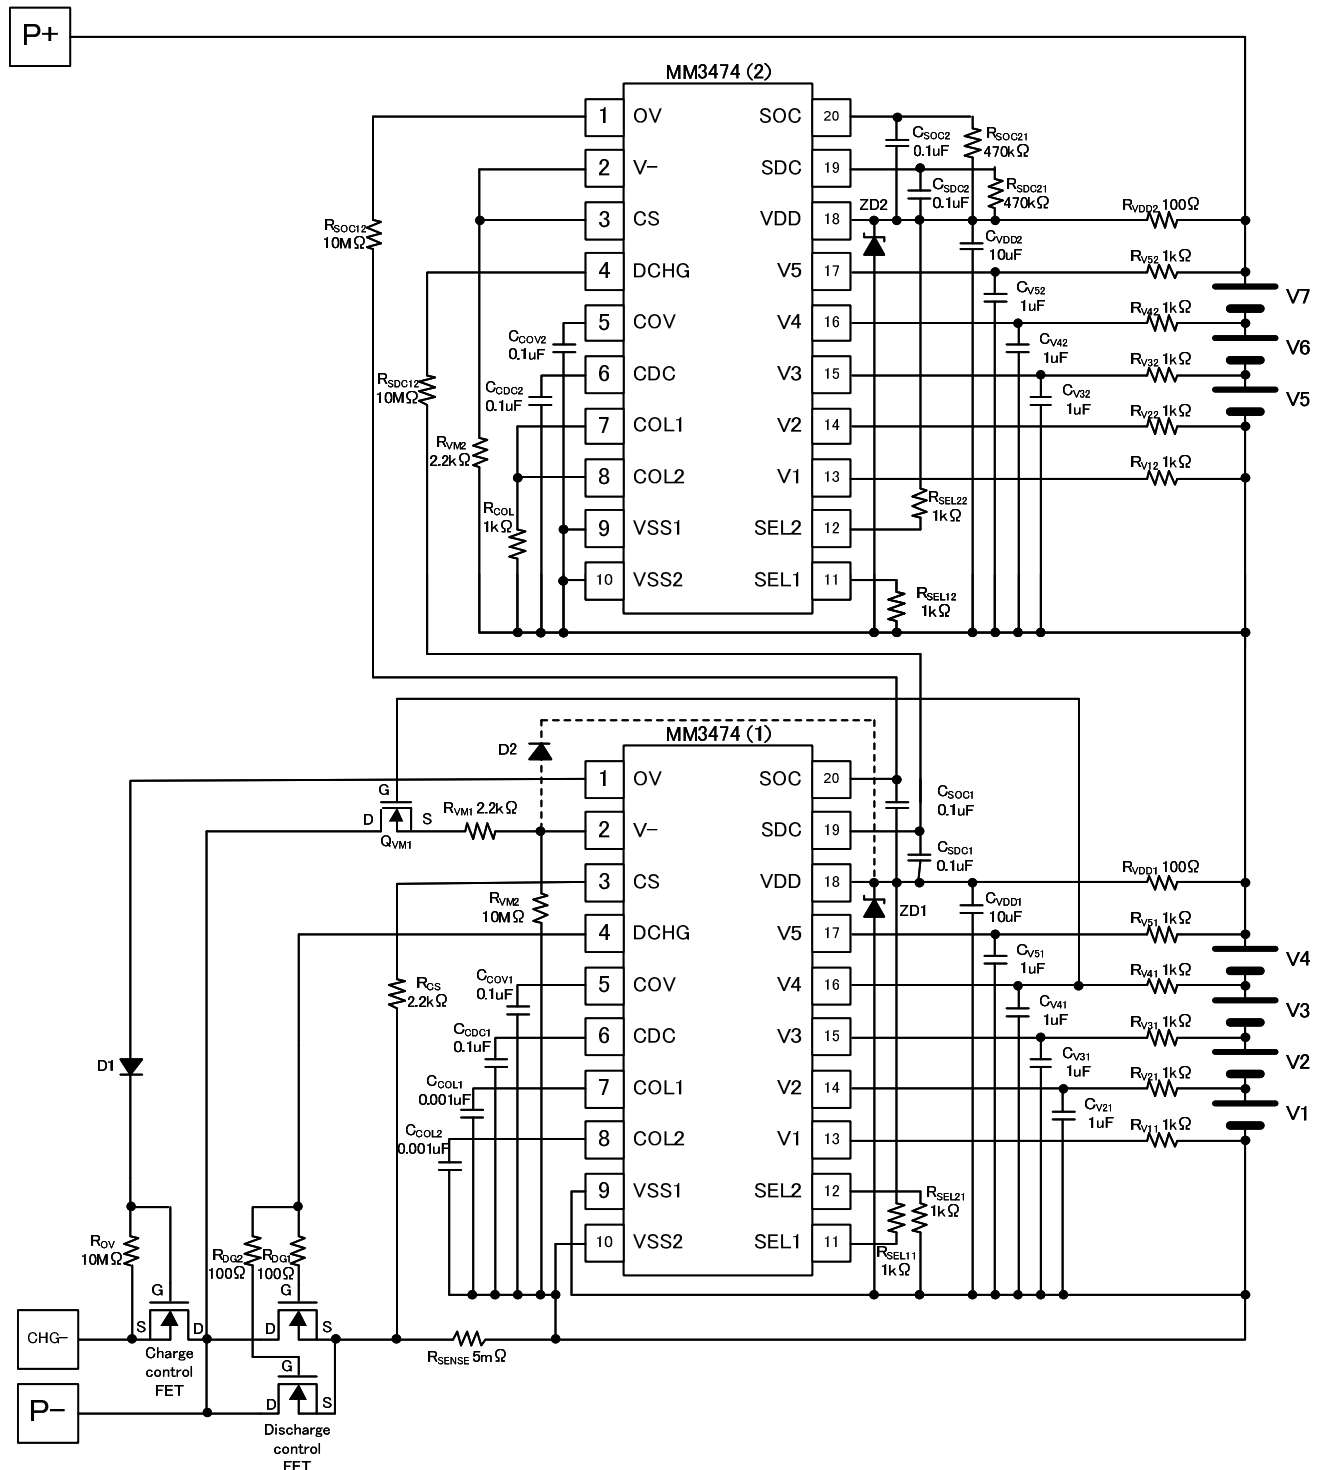 P+
MM3474 (2)
1 OV SOC 20
2 V- SDC 19
3 CS VDD 18
4 DCHG V5 17
5 COV V4 16
6 CDC V3 15
7 COL1 V2 14
8 COL2 V1 13
9 VSS1 SEL2 12
10 VSS2 SEL1 11
CSOC2
0.1uF
RSOC21
470kΩ
CSDC2
0.1uF
RSDC21
470kΩ
ZD2
RVDD2 100Ω
CVDD2
10uF
RSOC12
10MΩ
RV52 1kΩ
CV52
1uF
V7
RV42 1kΩ
CV42
1uF
V6
CCOV2
0.1uF
RV32 1kΩ
CV32
1uF
V5
RSDC12
10MΩ
CCDC2
0.1uF
RV22 1kΩ
RVM2
2.2kΩ
RV12 1kΩ
RCOL
1kΩ
RSEL22
1kΩ
RSEL12
1kΩ
MM3474 (1)
1 OV SOC 20
2 V- SDC 19
3 CS VDD 18
4 DCHG V5 17
5 COV V4 16
6 CDC V3 15
7 COL1 V2 14
8 COL2 V1 13
9 VSS1 SEL2 12
10 VSS2 SEL1 11
D2
G
D
S
QVM1
RVM1 2.2kΩ
CSOC1
0.1uF
CSDC1
0.1uF
RVDD1 100Ω
RVM2
10MΩ
ZD1
CVDD1
10uF
RV51 1kΩ
CV51
1uF
V4
RCS
2.2kΩ
CCOV1
0.1uF
RV41 1kΩ
CV41
1uF
V3
CCDC1
0.1uF
RV31 1kΩ
CV31
1uF
V2
D1
CCOL1
0.001uF
RV21 1kΩ
CV21
1uF
V1
CCOL2
0.001uF
RV11 1kΩ
RSEL21
1kΩ
RSEL11
1kΩ
ROV
10MΩ
RDG2
100Ω
RDG1
100Ω
G
S
D
G
D
S
CHG-
Charge
control
FET
RSENSE 5mΩ
P-
G
D
S
Discharge
control
FET